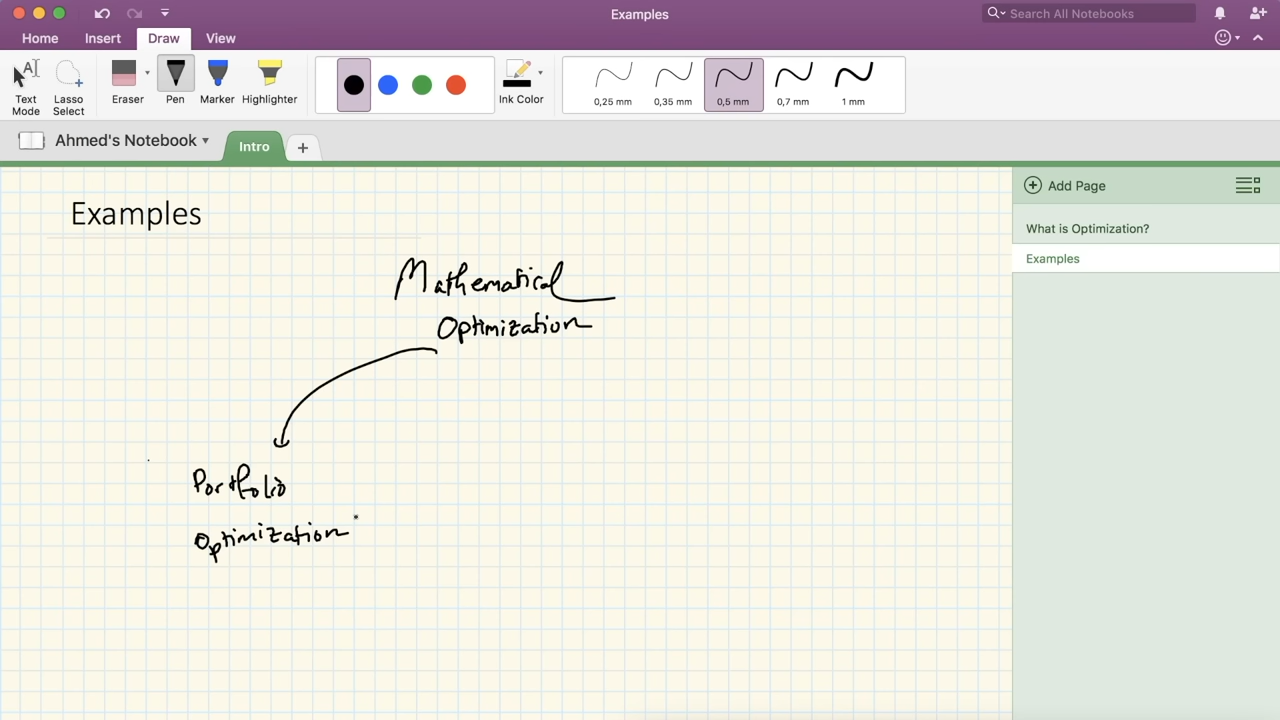 Examples
Search All Notebooks
Home
Insert
Draw
View
Text Mode
Lasso Select
Eraser
Pen
Marker
Highlighter
Ink Color
0,25 mm
0,35 mm
0,5 mm
0,7 mm
1 mm
Ahmed's Notebook
Intro
Add Page
What is Optimization?
Examples
Examples
Mathematical
Optimization
Portfolio
Optimization